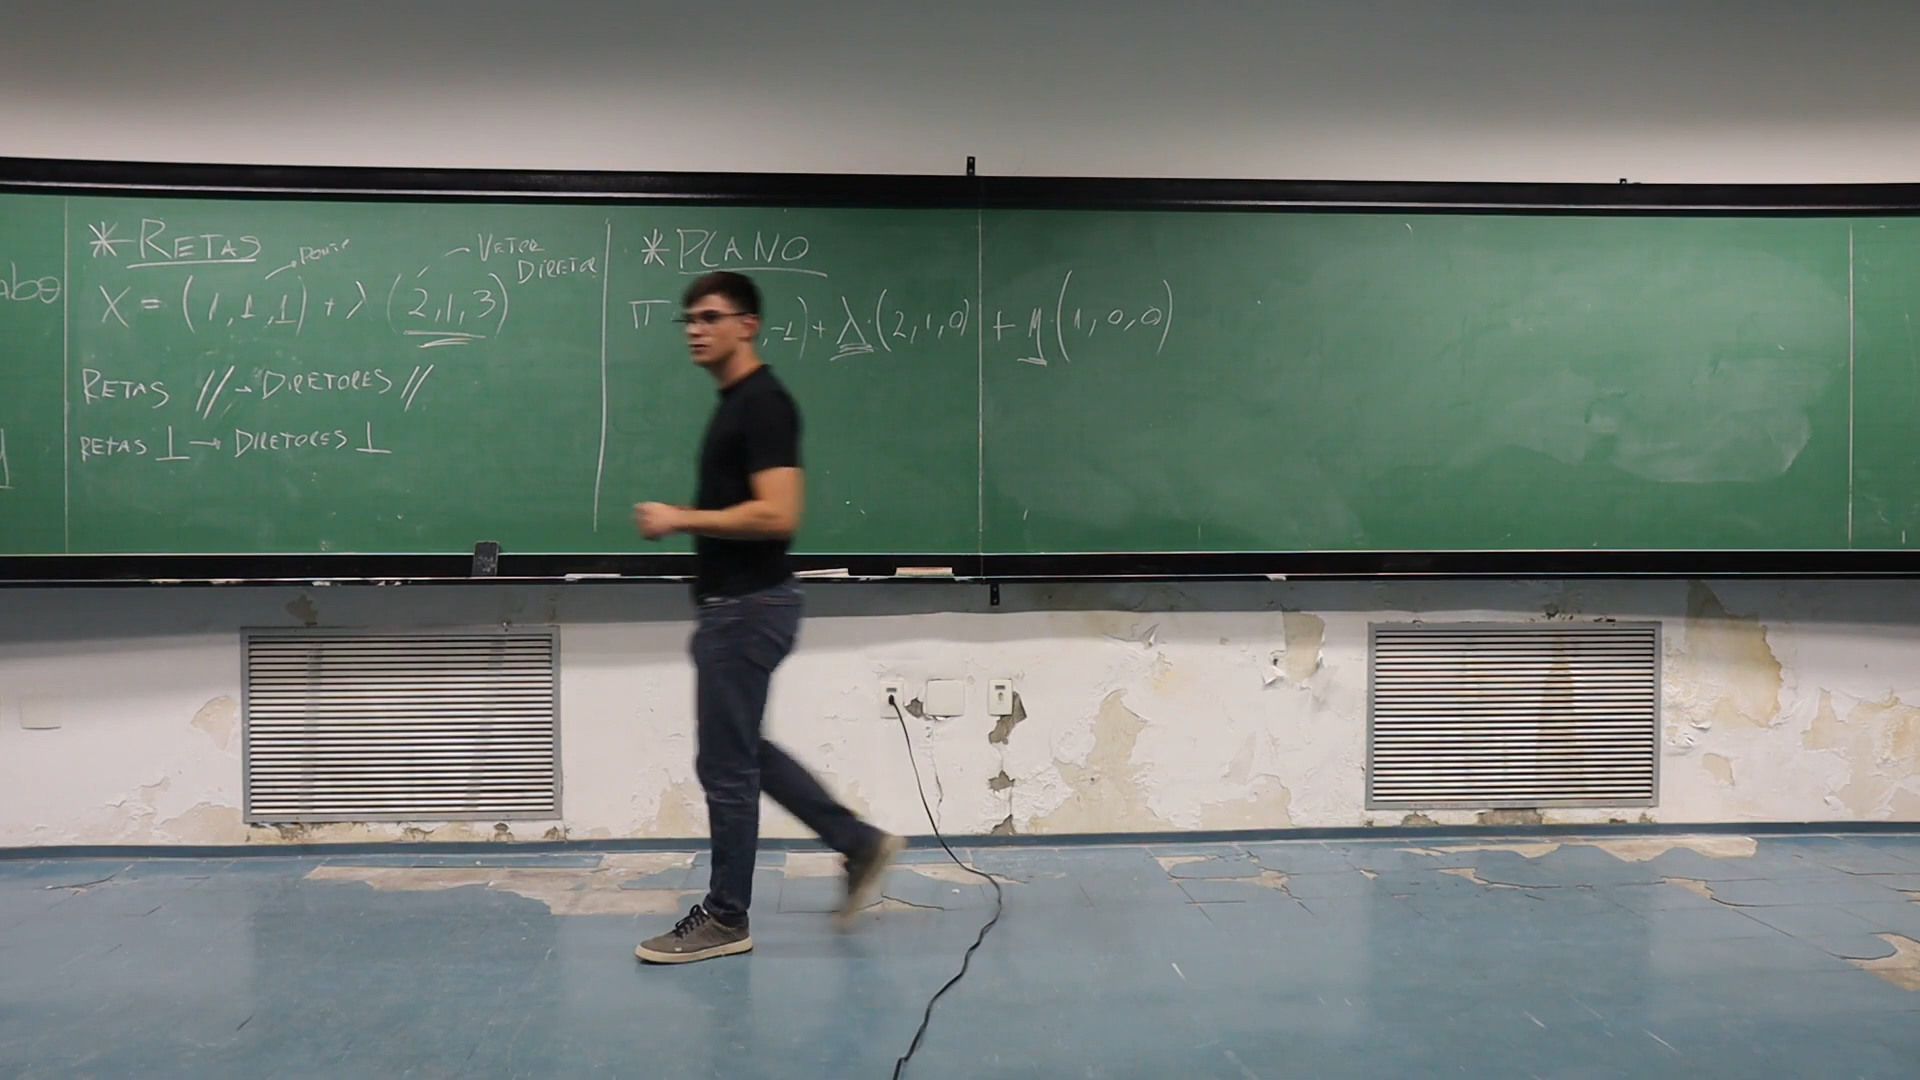 abo
* RETAS
PONTO
VETOR
DIRETOR
X = (1,1,1) + λ (2,1,3)
RETAS // → DIRETORES //
RETAS ⊥ → DIRETORES ⊥
* PLANO
π ,-1) + λ·(2,1,0) + μ·(1,0,0)